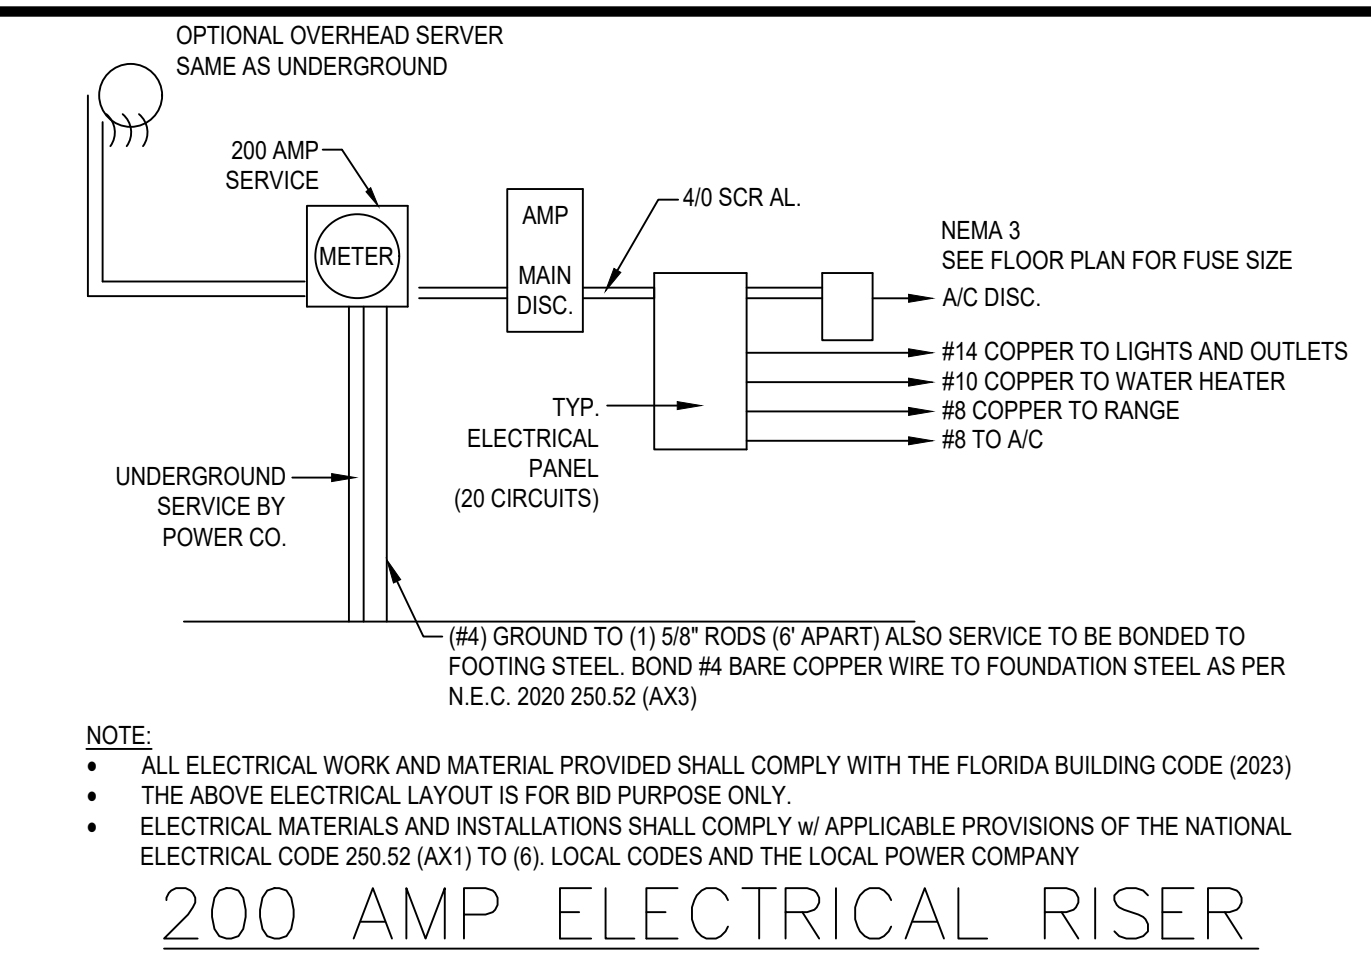 OPTIONAL OVERHEAD SERVER
SAME AS UNDERGROUND
200 AMP
SERVICE
METER
AMP
MAIN
DISC.
4/0 SCR AL.
NEMA 3
SEE FLOOR PLAN FOR FUSE SIZE
A/C DISC.
#14 COPPER TO LIGHTS AND OUTLETS
#10 COPPER TO WATER HEATER
#8 COPPER TO RANGE
#8 TO A/C
TYP.
ELECTRICAL
PANEL
(20 CIRCUITS)
UNDERGROUND
SERVICE BY
POWER CO.
(#4) GROUND TO (1) 5/8" RODS (6' APART) ALSO SERVICE TO BE BONDED TO
FOOTING STEEL. BOND #4 BARE COPPER WIRE TO FOUNDATION STEEL AS PER
N.E.C. 2020 250.52 (AX3)
NOTE:
• ALL ELECTRICAL WORK AND MATERIAL PROVIDED SHALL COMPLY WITH THE FLORIDA BUILDING CODE (2023)
• THE ABOVE ELECTRICAL LAYOUT IS FOR BID PURPOSE ONLY.
• ELECTRICAL MATERIALS AND INSTALLATIONS SHALL COMPLY w/ APPLICABLE PROVISIONS OF THE NATIONAL
ELECTRICAL CODE 250.52 (AX1) TO (6). LOCAL CODES AND THE LOCAL POWER COMPANY
200 AMP ELECTRICAL RISER